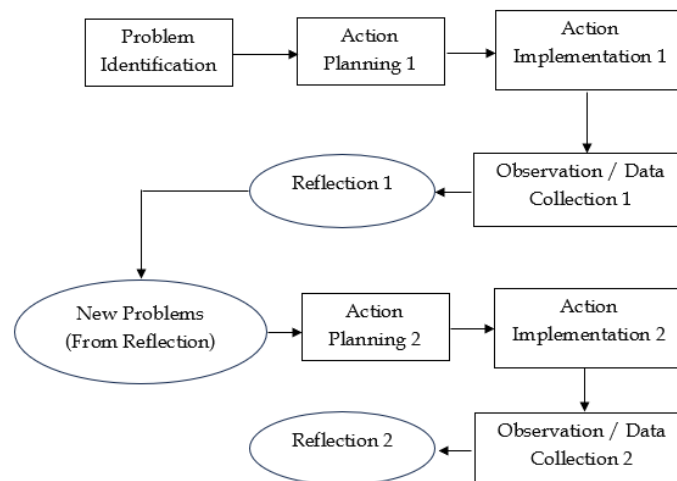 Problem
Identification
Action
Planning 1
Action
Implementation 1
Reflection 1
Observation / Data
Collection 1
New Problems
(From Reflection)
Action
Planning 2
Action
Implementation 2
Reflection 2
Observation / Data
Collection 2